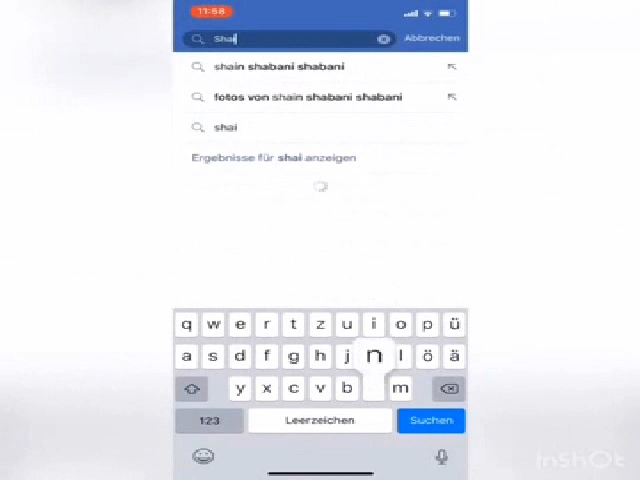 11:58
Shai
Abbrechen
shain shabani shabani
fotos von shain shabani shabani
shai
Ergebnisse für shai anzeigen
q w e r t z u i o p ü
a s d f g h j n l ö ä
y x c v b m
123 Leerzeichen Suchen
InShOt